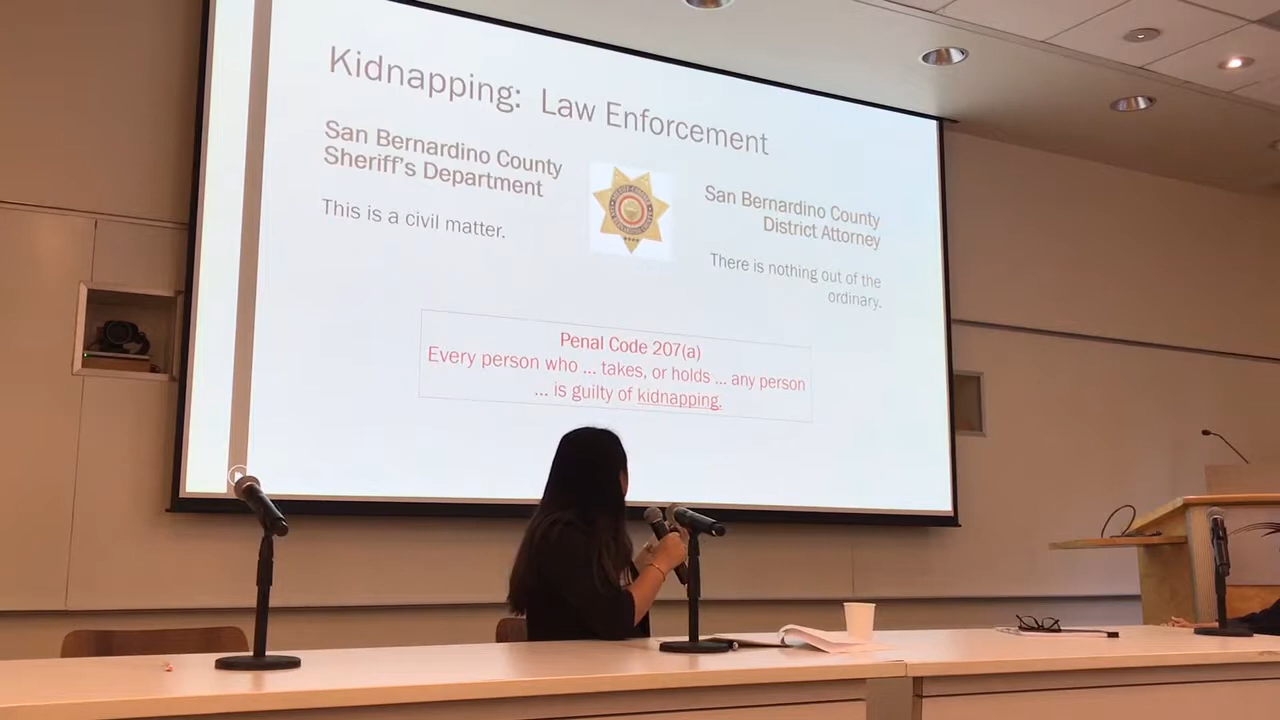 Kidnapping: Law Enforcement
San Bernardino County
Sheriff's Department
This is a civil matter.
San Bernardino County
District Attorney
There is nothing out of the
ordinary.
Penal Code 207(a)
Every person who ... takes, or holds ... any person
... is guilty of kidnapping.